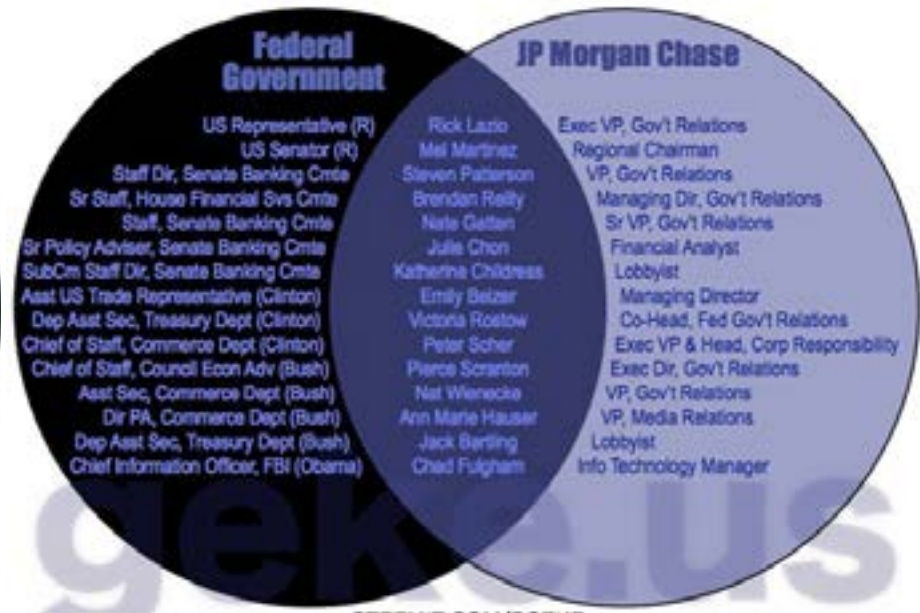 Federal Government
JP Morgan Chase
US Representative (R) Rick Lazio Exec VP, Gov't Relations
US Senator (R) Mel Martinez Regional Chairman
Staff Dir, Senate Banking Cmte Steven Patterson VP, Gov't Relations
Sr Staff, House Financial Svs Cmte Brendan Reilly Managing Dir, Gov't Relations
Staff, Senate Banking Cmte Nate Gatten Sr VP, Gov't Relations
Sr Policy Adviser, Senate Banking Cmte Julie Chon Financial Analyst
SubCm Staff Dir, Senate Banking Cmte Katherine Childress Lobbyist
Asst US Trade Representative (Clinton) Emily Beizer Managing Director
Dep Asst Sec, Treasury Dept (Clinton) Victoria Rostow Co-Head, Fed Gov't Relations
Chief of Staff, Commerce Dept (Clinton) Peter Scher Exec VP & Head, Corp Responsibility
Chief of Staff, Council Econ Adv (Bush) Pierce Scranton Exec Dir, Gov't Relations
Asst Sec, Commerce Dept (Bush) Nat Wienecke VP, Gov't Relations
Dir PA, Commerce Dept (Bush) Ann Marie Hauser VP, Media Relations
Dep Asst Sec, Treasury Dept (Bush) Jack Bartling Lobbyist
Chief Information Officer, FBI (Obama) Chad Fulgham Info Technology Manager
geke.us